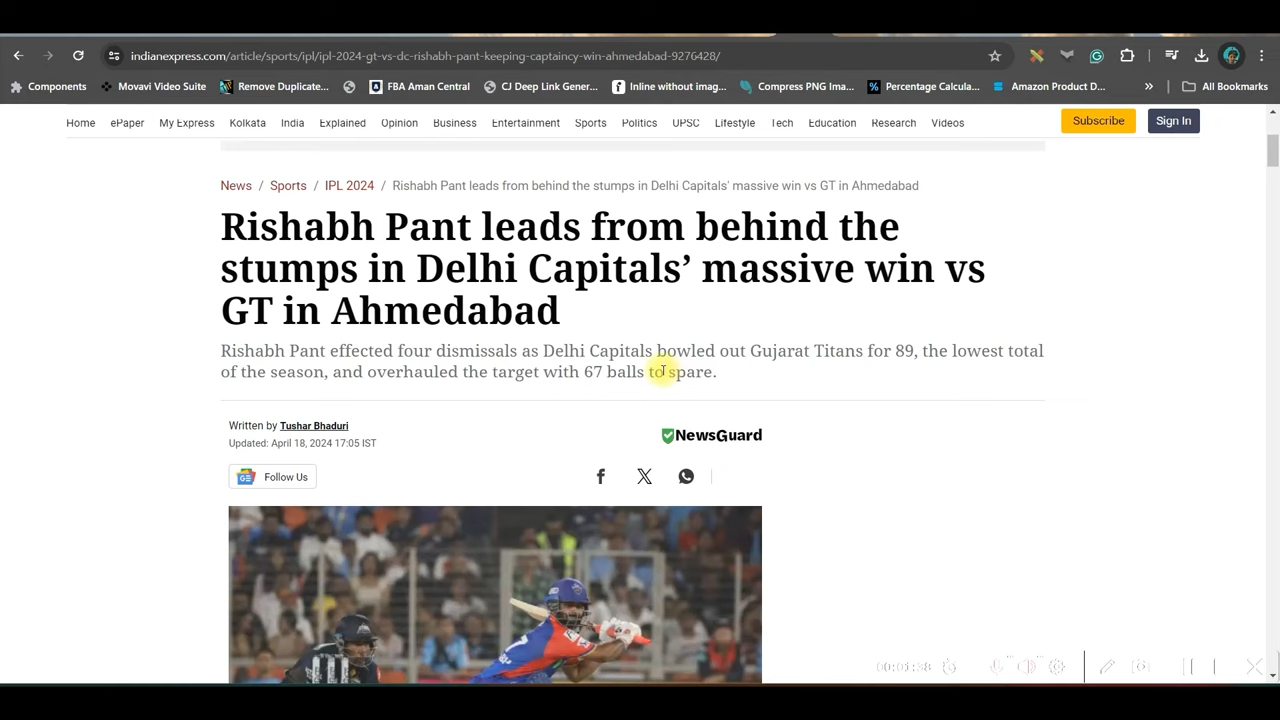 indianexpress.com/article/sports/ipl/ipl-2024-gt-vs-dc-rishabh-pant-keeping-captaincy-win-ahmedabad-9276428/
Components Movavi Video Suite Remove Duplicate... FBA Aman Central CJ Deep Link Gener... Inline without imag... Compress PNG Ima... Percentage Calcula... Amazon Product D... » All Bookmarks
Home ePaper My Express Kolkata India Explained Opinion Business Entertainment Sports Politics UPSC Lifestyle Tech Education Research Videos Subscribe Sign In
News / Sports / IPL 2024 / Rishabh Pant leads from behind the stumps in Delhi Capitals' massive win vs GT in Ahmedabad
Rishabh Pant leads from behind the
stumps in Delhi Capitals’ massive win vs
GT in Ahmedabad
Rishabh Pant effected four dismissals as Delhi Capitals bowled out Gujarat Titans for 89, the lowest total
of the season, and overhauled the target with 67 balls to spare.
Written by Tushar Bhaduri
Updated: April 18, 2024 17:05 IST
NewsGuard
Follow Us
00:01:38